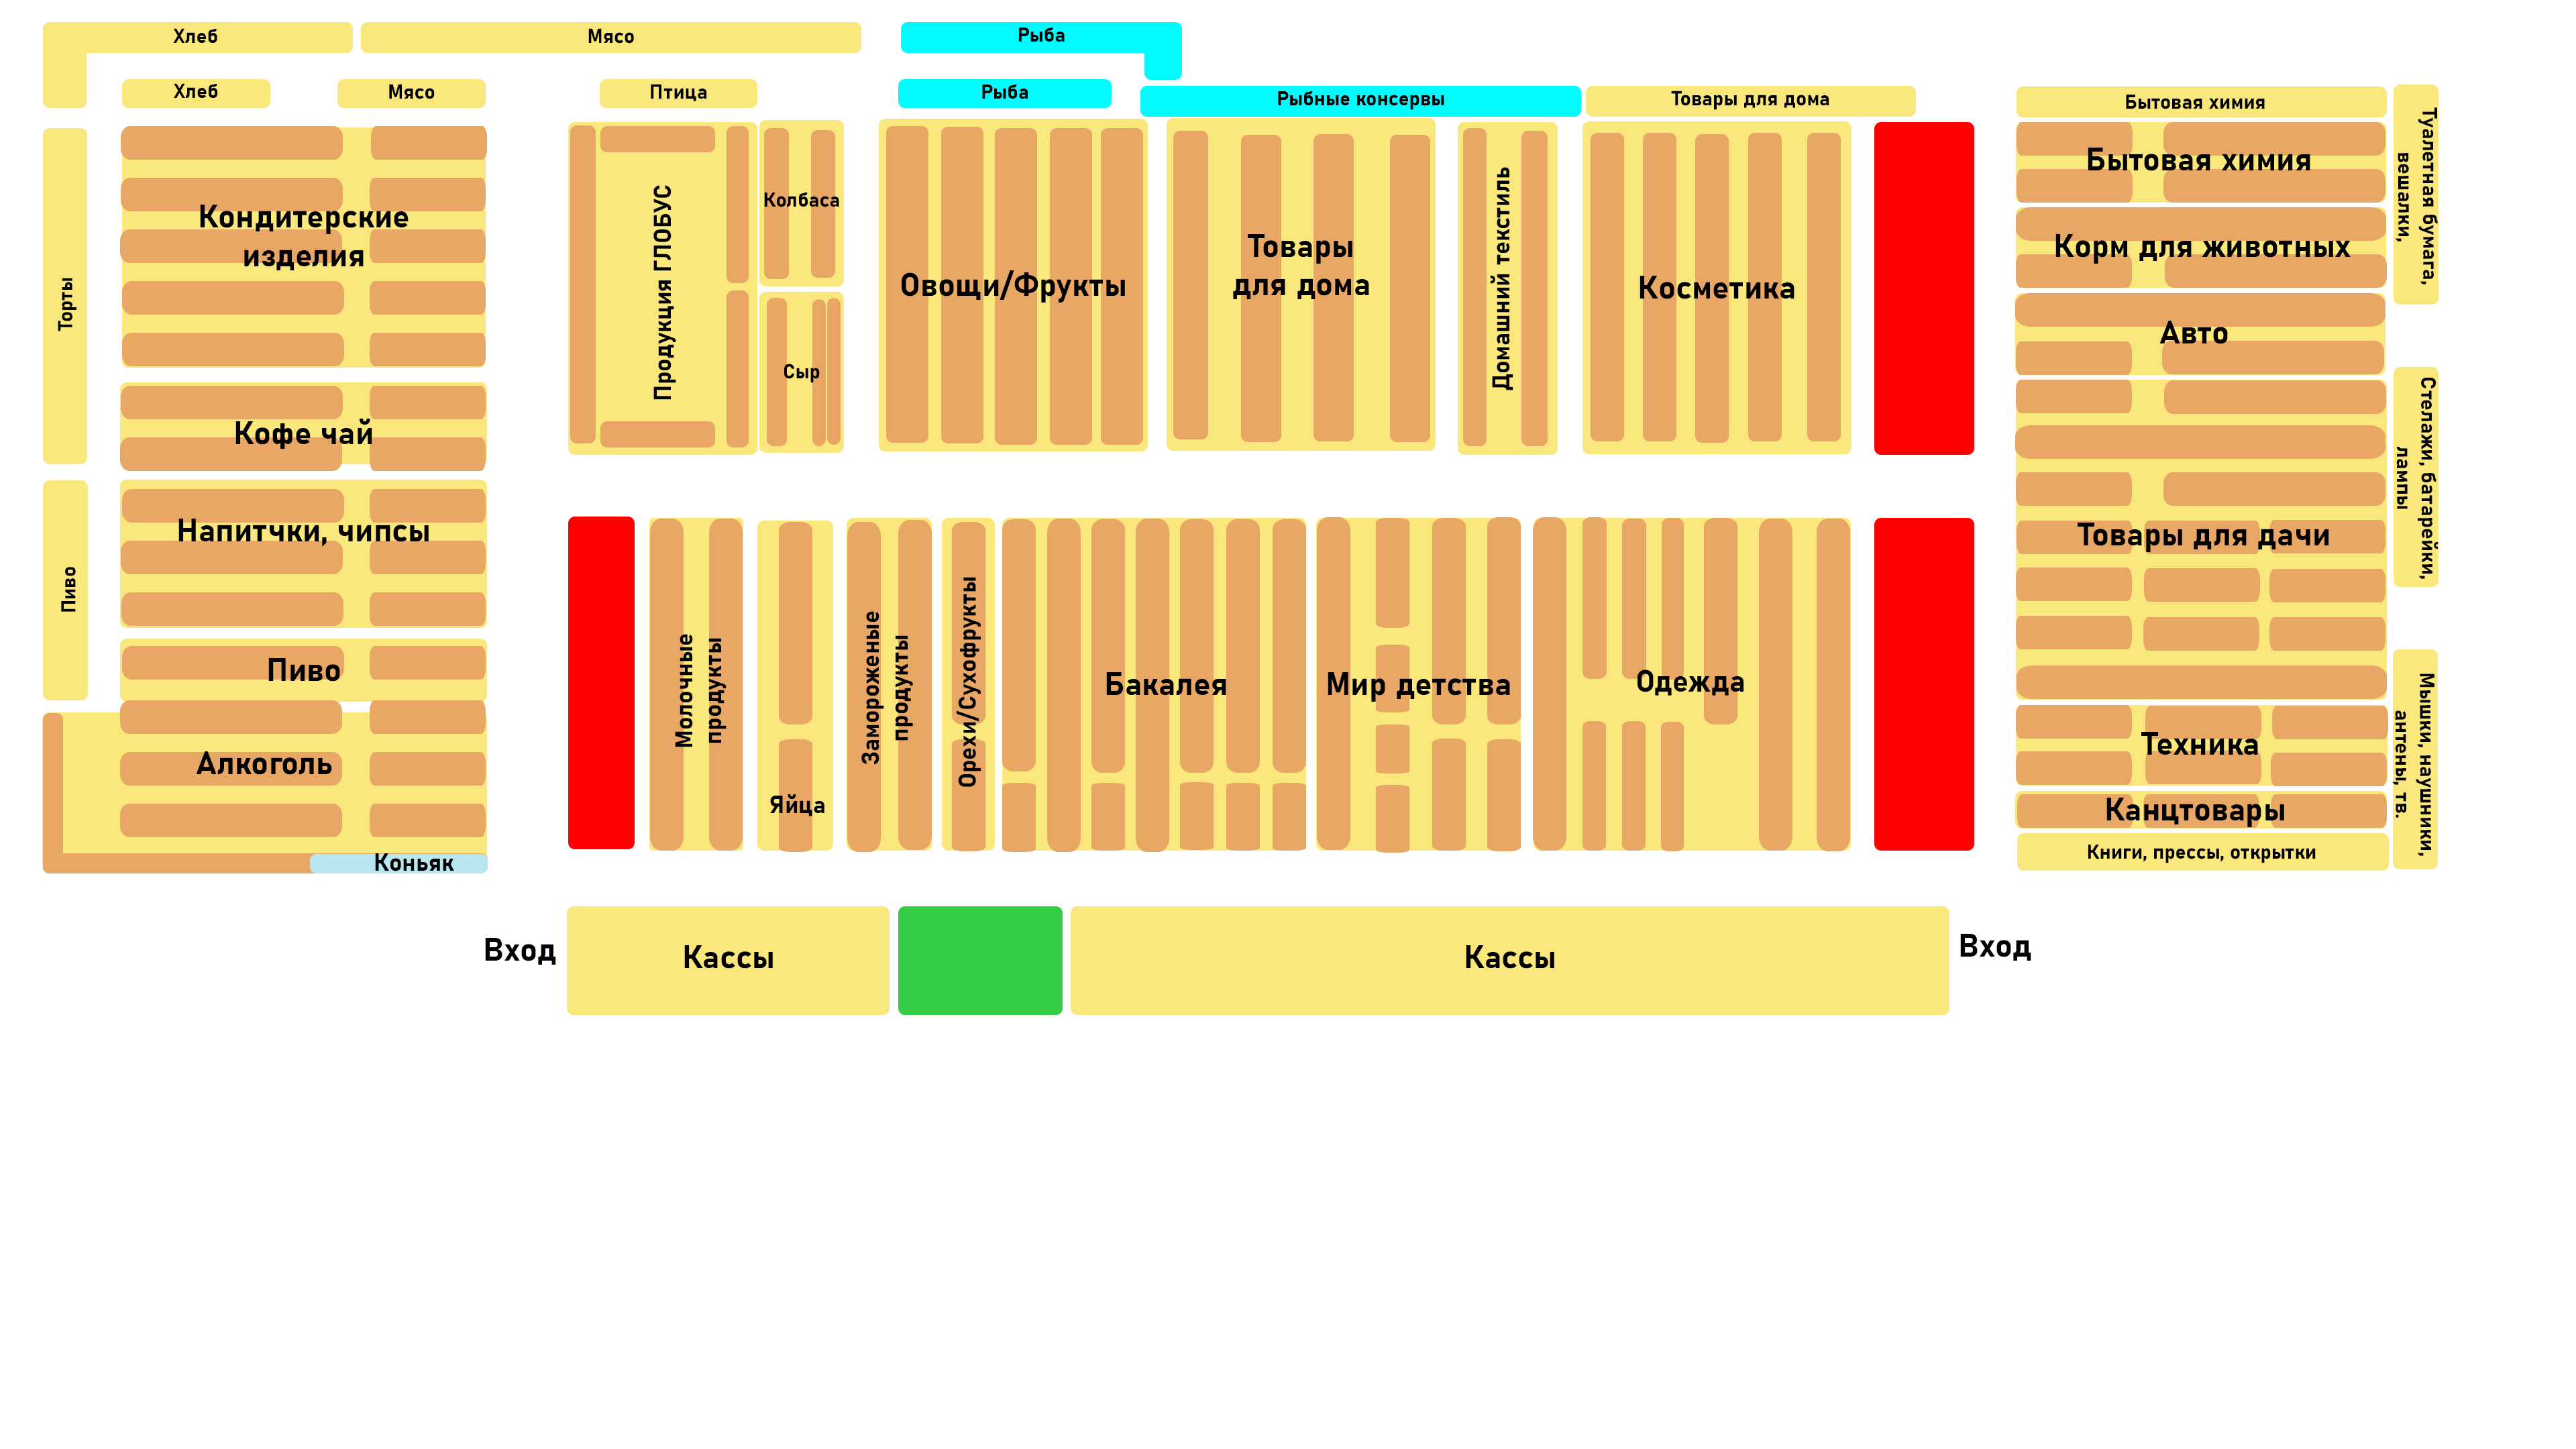 Хлеб
Мясо
Рыба
Хлеб
Мясо
Птица
Рыба
Рыбные консервы
Товары для дома
Бытовая химия
Торты
Кондитерские
изделия
Кофе чай
Пиво
Напитчки, чипсы
Пиво
Алкоголь
Коньяк
Продукция ГЛОБУС
Колбаса
Сыр
Овощи/Фрукты
Товары
для дома
Домашний текстиль
Косметика
Бытовая химия
Корм для животных
Авто
Товары для дачи
Техника
Канцтовары
Книги, прессы, открытки
Туалетная бумага,
вешалки,
Стелажи, батарейки,
лампы
Мышки, наушники,
антены, тв.
Молочные
продукты
Яйца
Замороженые
продукты
Орехи/Сухофрукты
Бакалея
Мир детства
Одежда
Вход
Кассы
Кассы
Вход